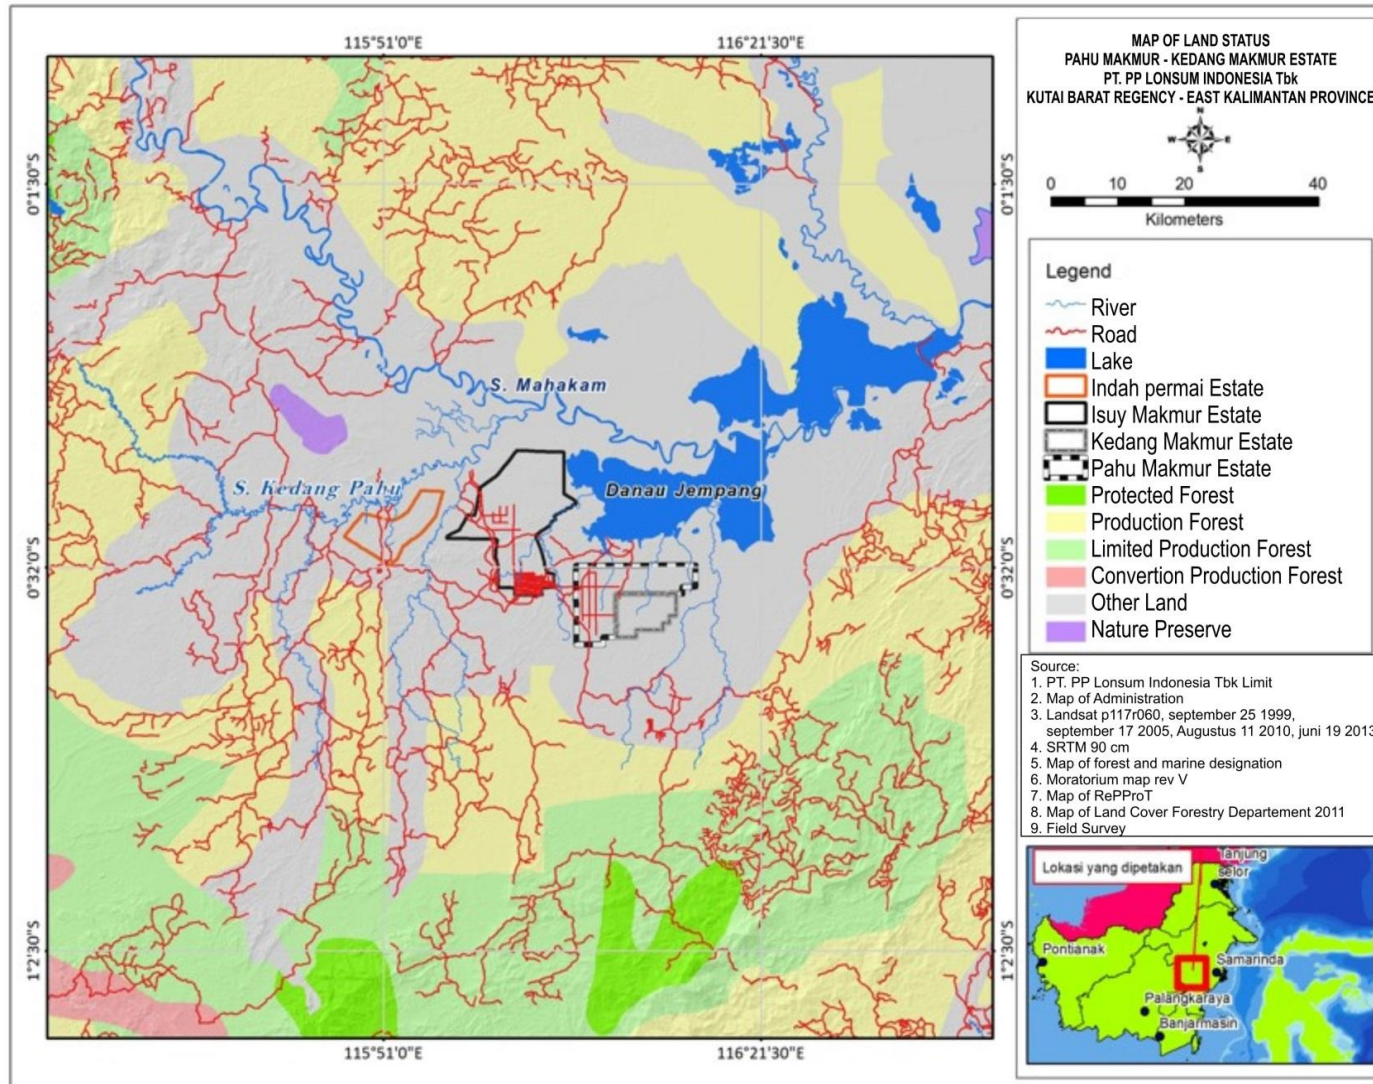 115°51'0"E
116°21'30"E
0°1'30"S
0°1'30"S
S. Mahakam
S. Kedang Pahu
Danau Jempang
0°32'0"S
0°32'0"S
1°2'30"S
1°2'30"S
115°51'0"E
116°21'30"E
MAP OF LAND STATUS
PAHU MAKMUR - KEDANG MAKMUR ESTATE
PT. PP LONSUM INDONESIA Tbk
KUTAI BARAT REGENCY - EAST KALIMANTAN PROVINCE
N
W E
S
0 10 20 40
Kilometers
Legend
River
Road
Lake
Indah permai Estate
Isuy Makmur Estate
Kedang Makmur Estate
Pahu Makmur Estate
Protected Forest
Production Forest
Limited Production Forest
Convertion Production Forest
Other Land
Nature Preserve
Source:
1. PT. PP Lonsum Indonesia Tbk Limit
2. Map of Administration
3. Landsat p117r060, september 25 1999,
september 17 2005, Augustus 11 2010, juni 19 2013
4. SRTM 90 cm
5. Map of forest and marine designation
6. Moratorium map rev V
7. Map of RePProT
8. Map of Land Cover Forestry Departement 2011
9. Field Survey
Lokasi yang dipetakan
Tanjung
selor
Pontianak
Samarinda
Palangkaraya
Banjarmasin